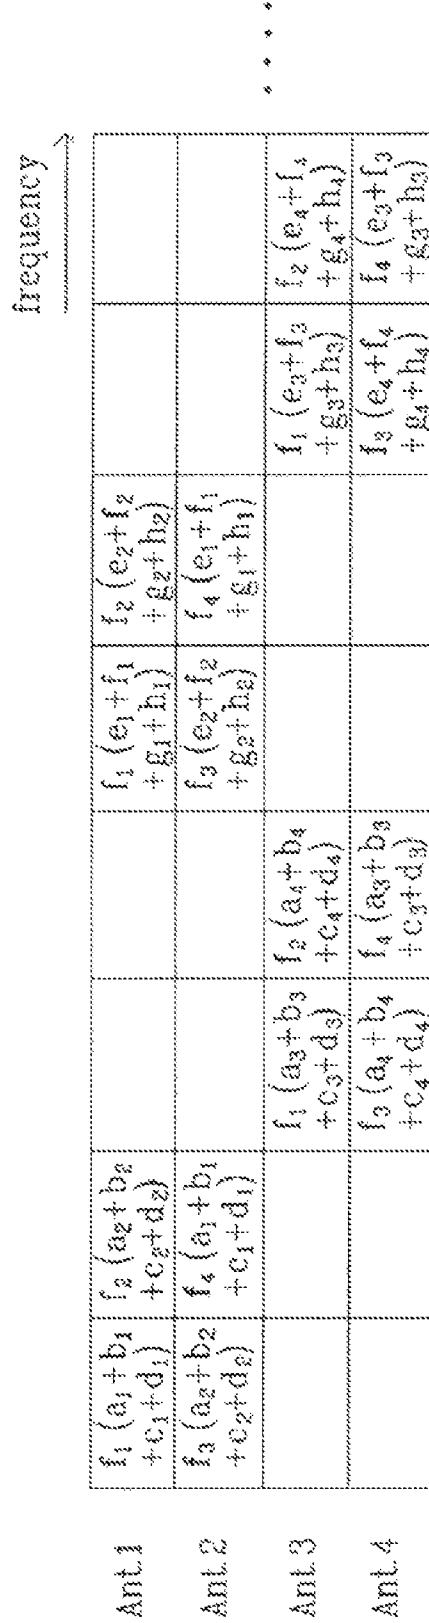 frequency
Ant.1
f1 (a1+b1
+c1+d1)
f2 (a2+b2
+c2+d2)
f1 (e1+f1
+g1+h1)
f2 (e2+f2
+g2+h2)
Ant.2
f3 (a2+b2
+c2+d2)
f4 (a1+b1
+c1+d1)
f3 (e2+f2
+g2+h2)
f4 (e1+f1
+g1+h1)
Ant.3
f1 (a3+b3
+c3+d3)
f2 (a4+b4
+c4+d4)
f1 (e3+f3
+g3+h3)
f2 (e4+f4
+g4+h4)
Ant.4
f3 (a4+b4
+c4+d4)
f4 (a3+b3
+c3+d3)
f3 (e4+f4
+g4+h4)
f4 (e3+f3
+g3+h3)